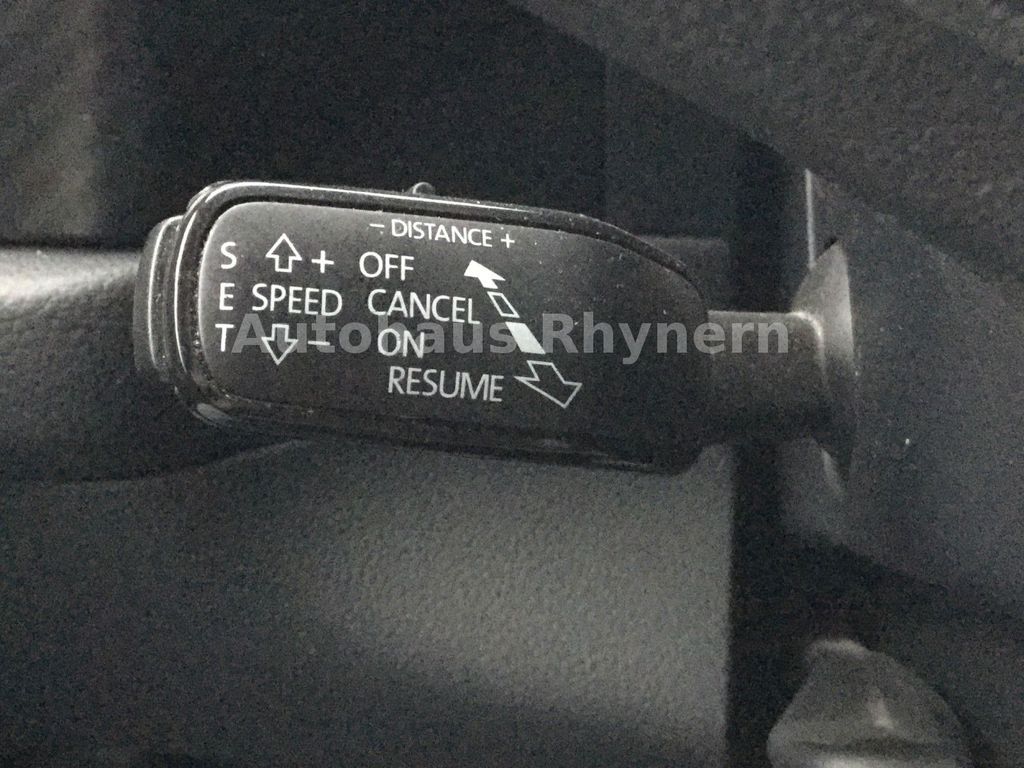 - DISTANCE +
S + OFF
E SPEED CANCEL
T - ON
RESUME
Autohaus Rhynern